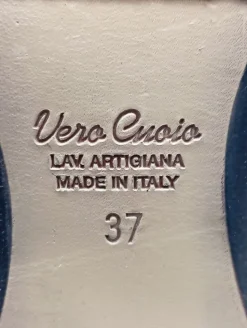 Vero Cuoio
LAV. ARTIGIANA
MADE IN ITALY
37